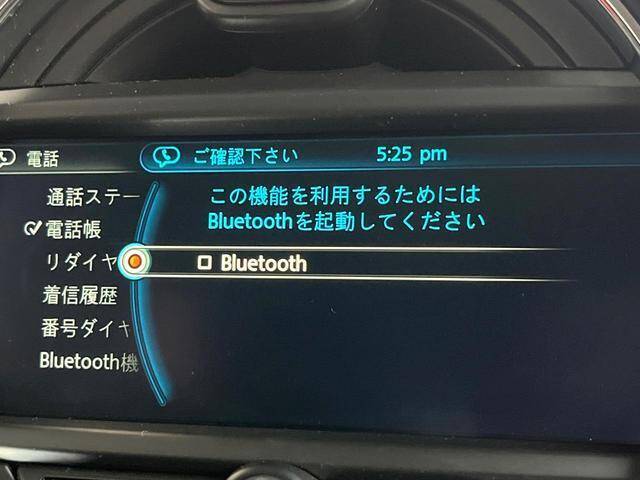 電話
ご確認下さい 5:25 pm
この機能を利用するためには
Bluetoothを起動してください
通話ステー
電話帳
リダイヤ
着信履歴
番号ダイヤ
Bluetooth機
Bluetooth